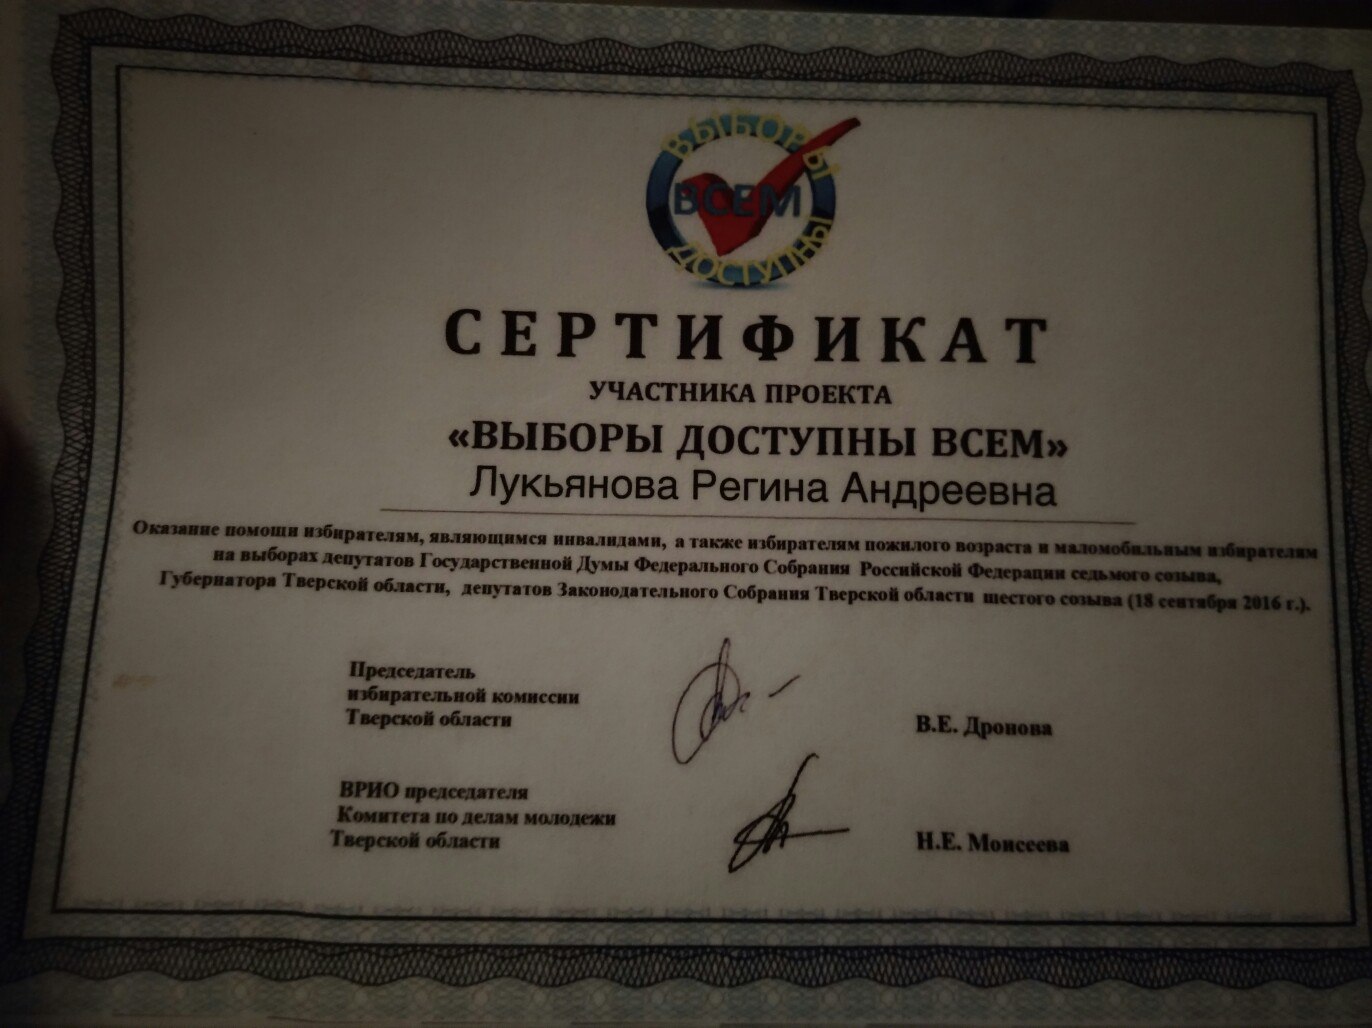 ВЫБОРЫ
ВСЕМ
ДОСТУПНЫ
СЕРТИФИКАТ
УЧАСТНИКА ПРОЕКТА
«ВЫБОРЫ ДОСТУПНЫ ВСЕМ»
Лукьянова Регина Андреевна
Оказание помощи избирателям, являющимся инвалидами, а также избирателям пожилого возраста и маломобильным избирателям
на выборах депутатов Государственной Думы Федерального Собрания Российской Федерации седьмого созыва,
Губернатора Тверской области, депутатов Законодательного Собрания Тверской области шестого созыва (18 сентября 2016 г.).
Председатель
избирательной комиссии
Тверской области
В.Е. Дронова
ВРИО председателя
Комитета по делам молодежи
Тверской области
Н.Е. Моисеева